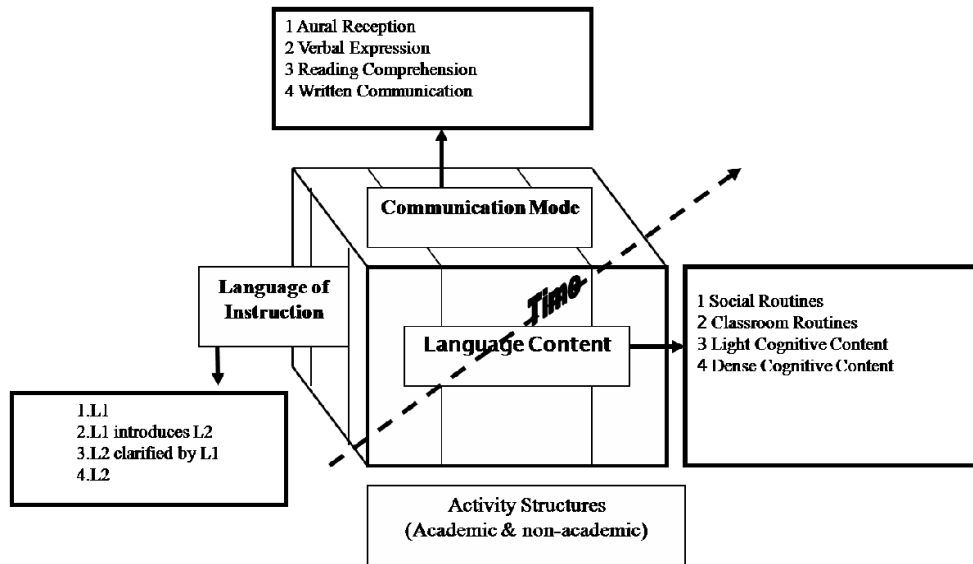 1 Aural Reception
2 Verbal Expression
3 Reading Comprehension
4 Written Communication
Communication Mode
Language of
Instruction
Time
Language Content
1 Social Routines
2 Classroom Routines
3 Light Cognitive Content
4 Dense Cognitive Content
1.L1
2.L1 introduces L2
3.L2 clarified by L1
4.L2
Activity Structures
(Academic & non-academic)